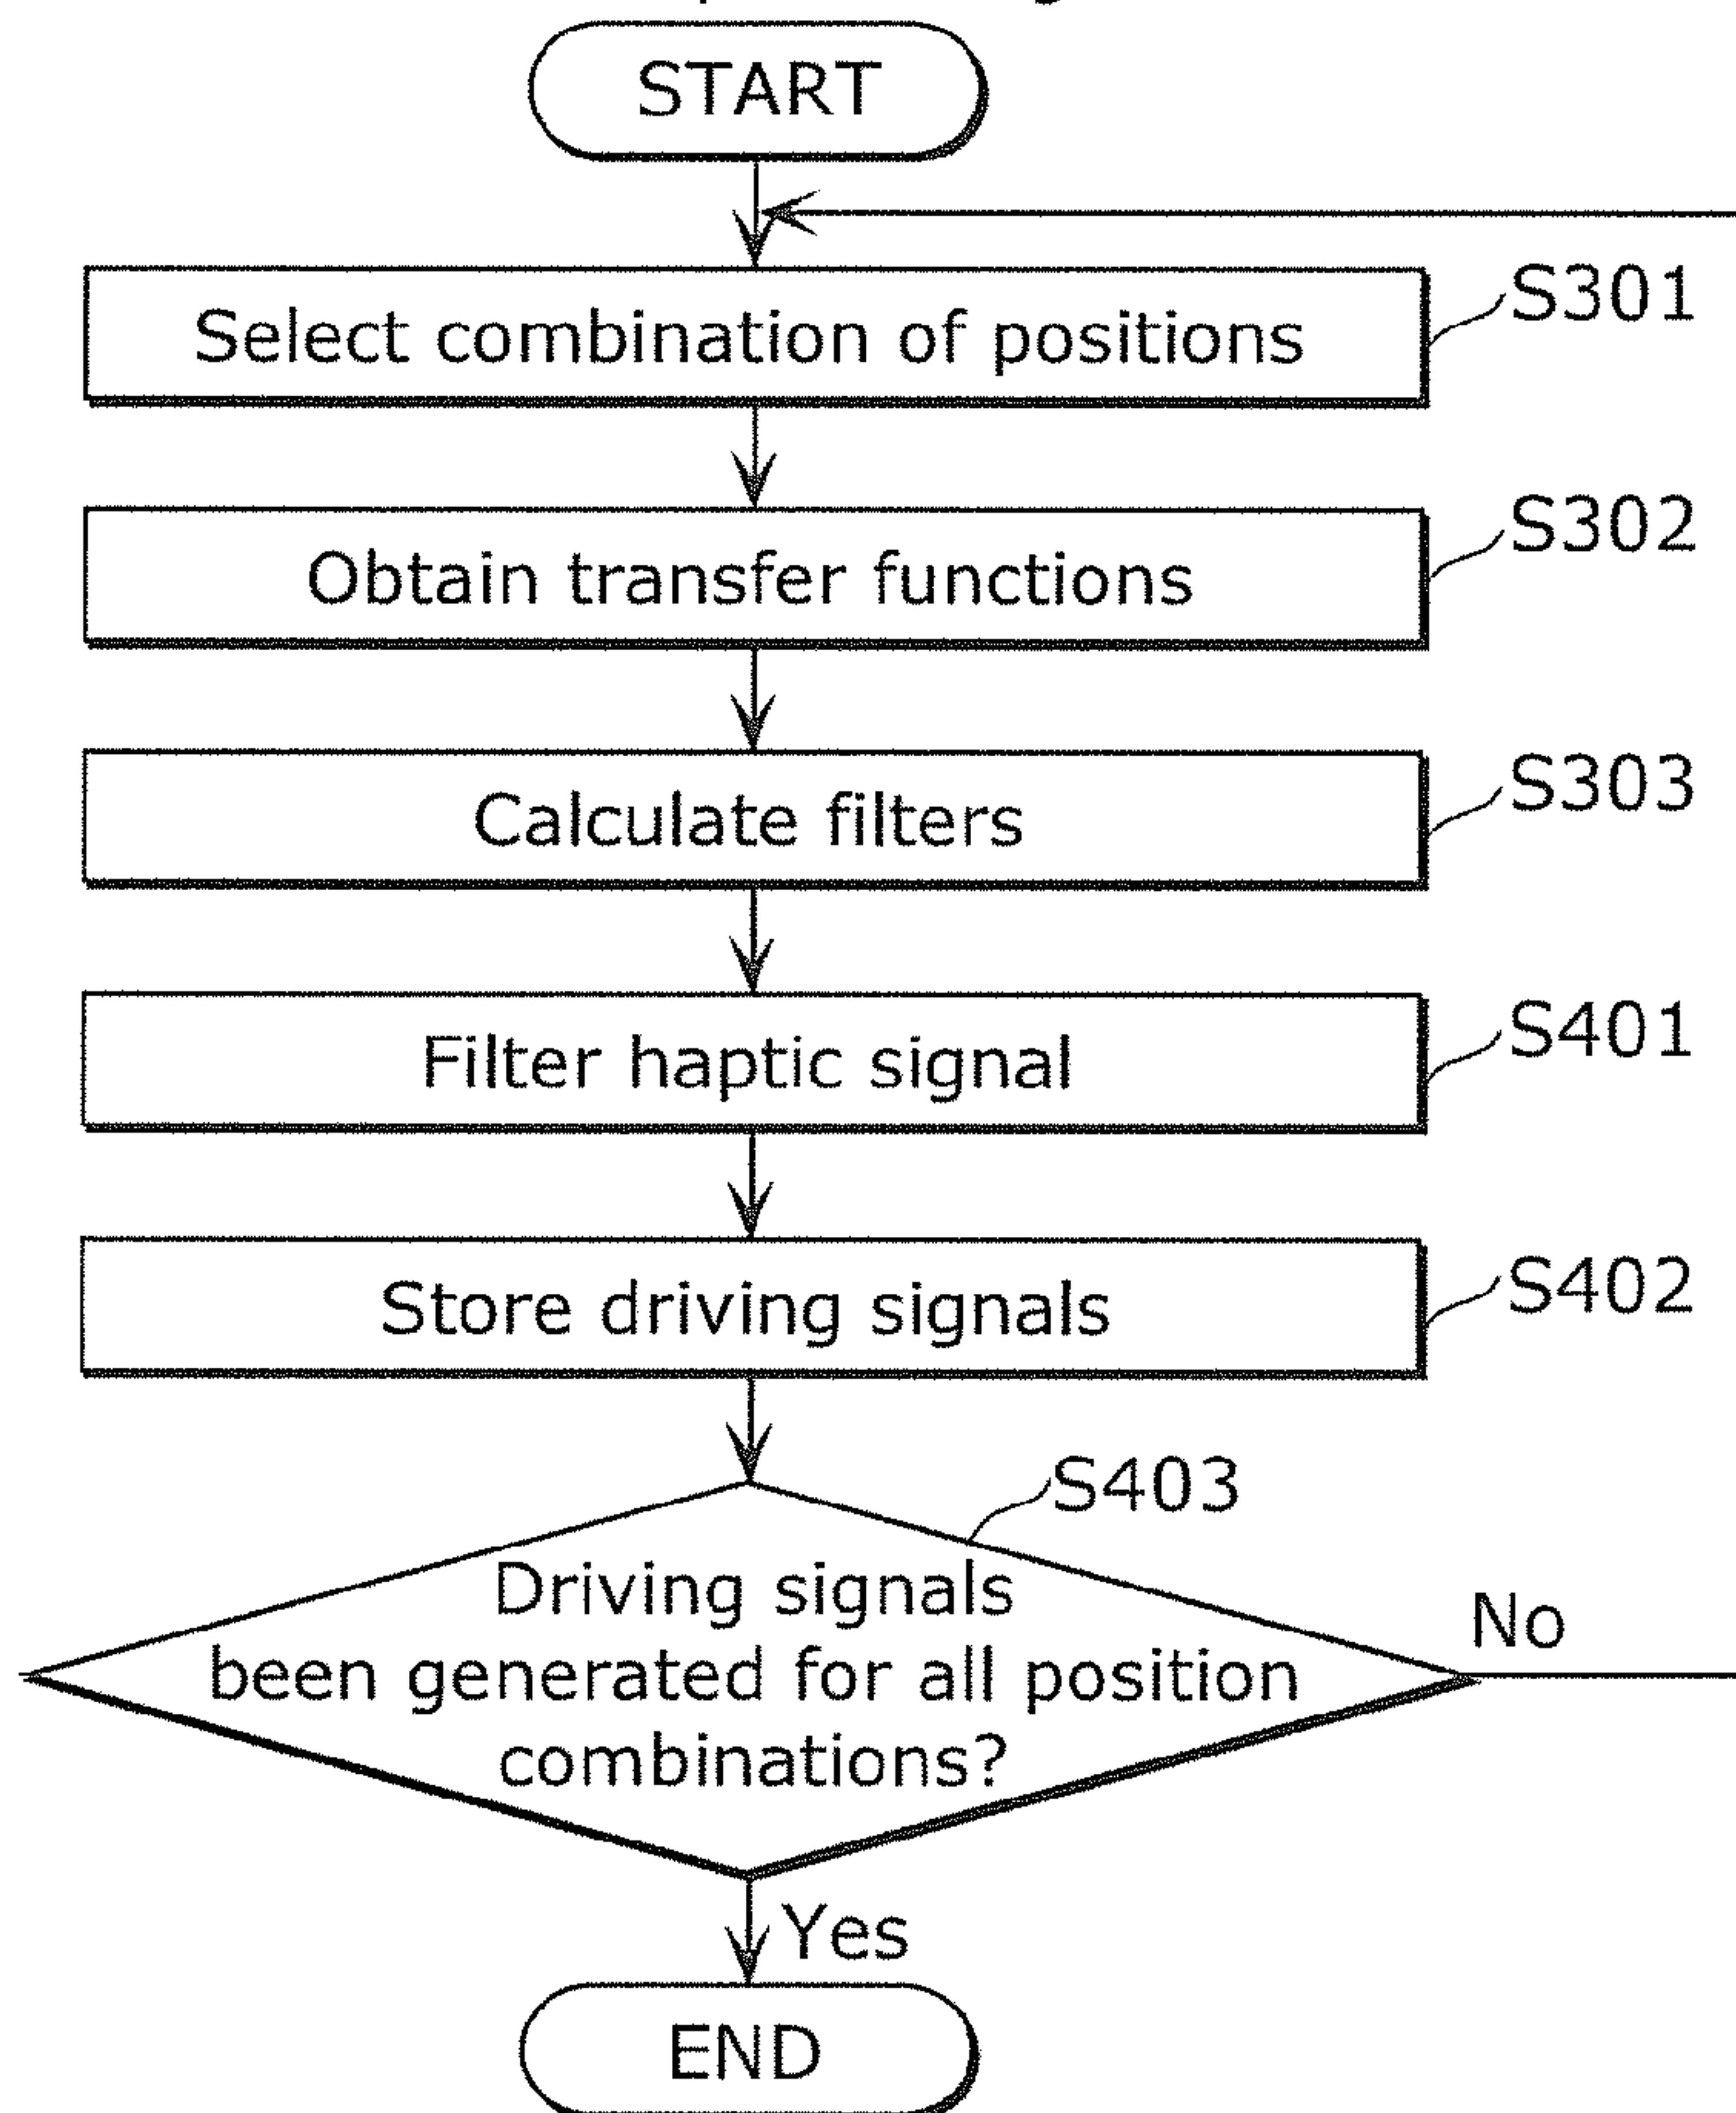 START
Select combination of positions
S301
Obtain transfer functions
S302
Calculate filters
S303
Filter haptic signal
S401
Store driving signals
S402
S403
Driving signals
been generated for all position
combinations?
No
Yes
END